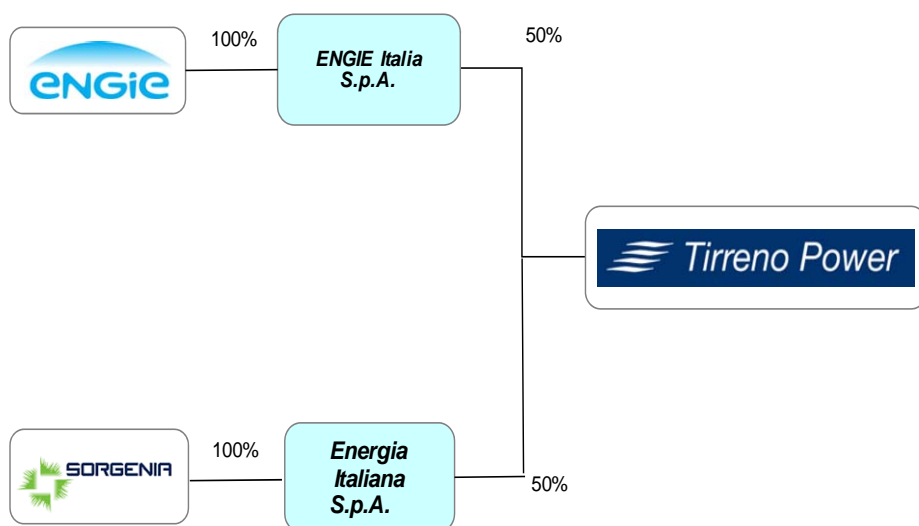 100%
50%
ENGIE
ENGIE Italia
S.p.A.
Tirreno Power
100%
SORGENIA
Energia
Italiana
S.p.A.
50%